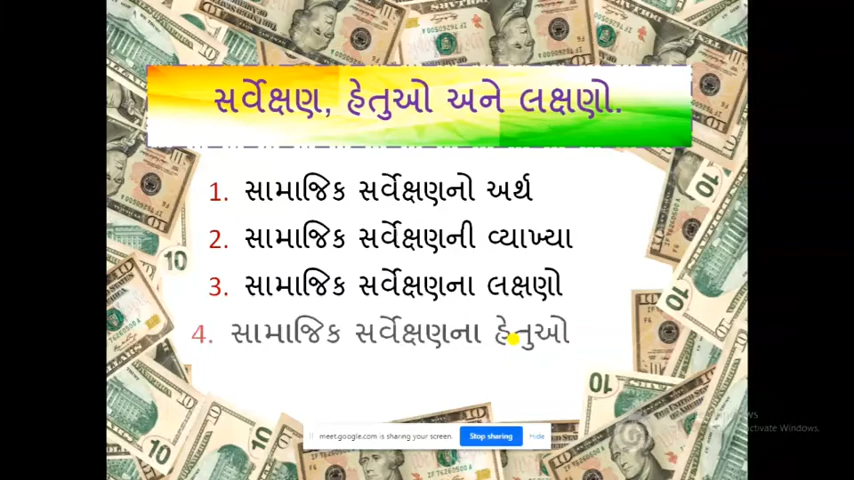 સર્વેક્ષણ, હેતુઓ અને લક્ષણો.
1. સામાજિક સર્વેક્ષણનો અર્થ
2. સામાજિક સર્વેક્ષણની વ્યાખ્યા
3. સામાજિક સર્વેક્ષણના લક્ષણો
4. સામાજિક સર્વેક્ષણના હેતુઓ
meet.google.com is sharing your screen.
Stop sharing
Hide